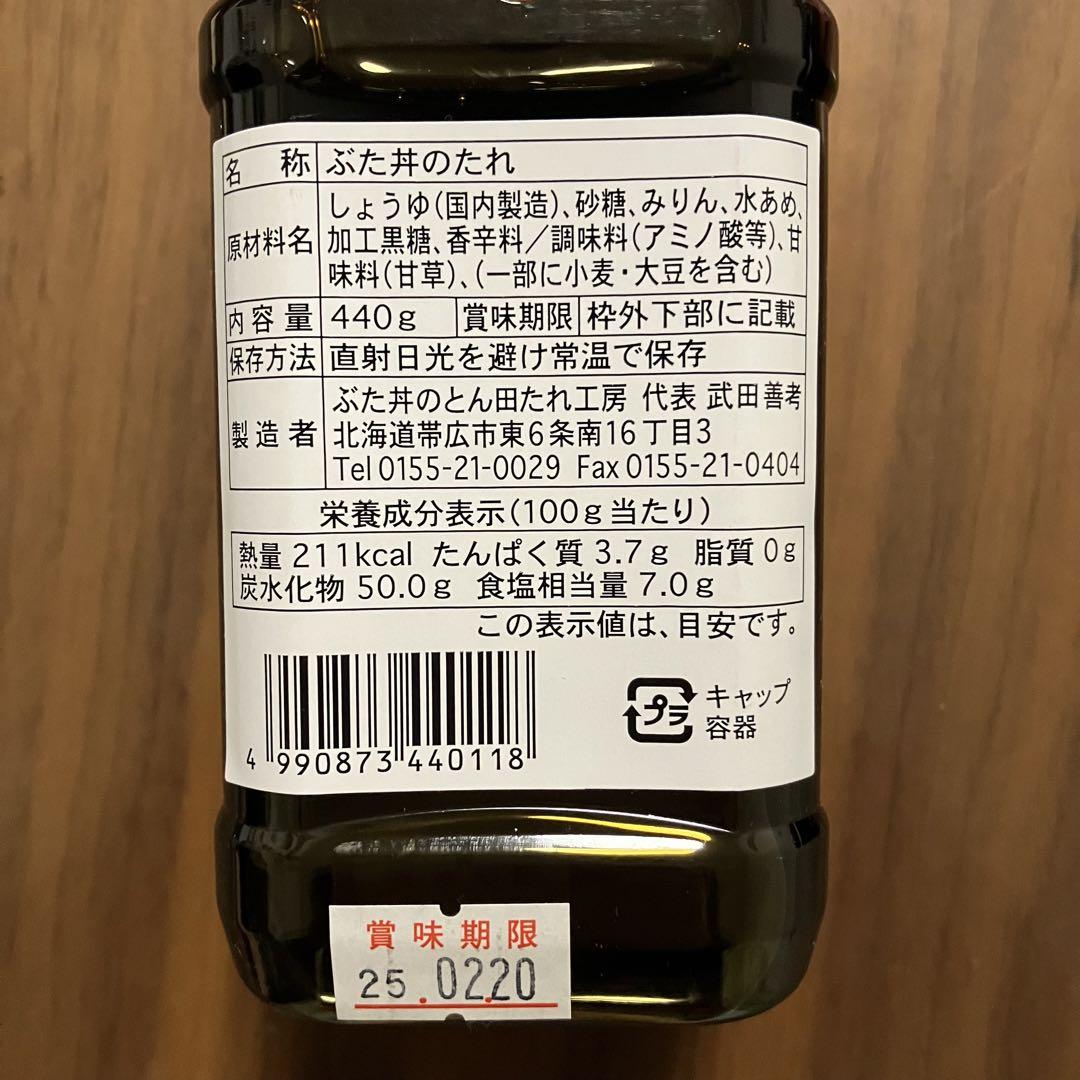 名称 ぶた丼のたれ
原材料名 しょうゆ(国内製造)、砂糖、みりん、水あめ、
加工黒糖、香辛料/調味料(アミノ酸等)、甘
味料(甘草)、(一部に小麦・大豆を含む)
内容量 440g 賞味期限 枠外下部に記載
保存方法 直射日光を避け常温で保存
製造者 ぶた丼のとん田たれ工房 代表 武田善考
北海道帯広市東6条南16丁目3
Tel 0155-21-0029 Fax 0155-21-0404
栄養成分表示(100g当たり)
熱量 211kcal たんぱく質 3.7g 脂質 0g
炭水化物 50.0g 食塩相当量 7.0g
この表示値は、目安です。
プラ キャップ
容器
4 990873 440118
賞味期限
25.02.20